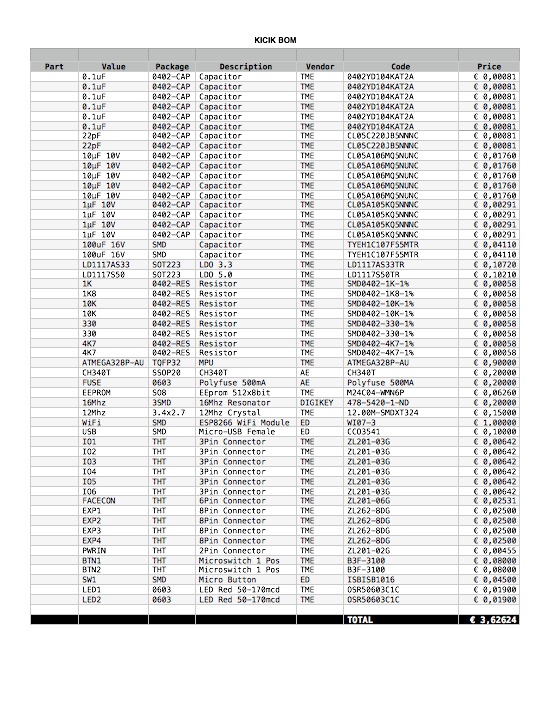 KICIK BOM
Part Value Package Description Vendor Code Price
0.1uF 0402-CAP Capacitor TME 0402YD104KAT2A € 0,00081
0.1uF 0402-CAP Capacitor TME 0402YD104KAT2A € 0,00081
0.1uF 0402-CAP Capacitor TME 0402YD104KAT2A € 0,00081
0.1uF 0402-CAP Capacitor TME 0402YD104KAT2A € 0,00081
0.1uF 0402-CAP Capacitor TME 0402YD104KAT2A € 0,00081
0.1uF 0402-CAP Capacitor TME 0402YD104KAT2A € 0,00081
22pF 0402-CAP Capacitor TME CL05C220JB5NNNC € 0,00081
22pF 0402-CAP Capacitor TME CL05C220JB5NNNC € 0,00081
10µF 10V 0402-CAP Capacitor TME CL05A106MQ5NUNC € 0,01760
10µF 10V 0402-CAP Capacitor TME CL05A106MQ5NUNC € 0,01760
10µF 10V 0402-CAP Capacitor TME CL05A106MQ5NUNC € 0,01760
10µF 10V 0402-CAP Capacitor TME CL05A106MQ5NUNC € 0,01760
10µF 10V 0402-CAP Capacitor TME CL05A106MQ5NUNC € 0,01760
1µF 10V 0402-CAP Capacitor TME CL05A105KQ5NNNC € 0,00291
1µF 10V 0402-CAP Capacitor TME CL05A105KQ5NNNC € 0,00291
1µF 10V 0402-CAP Capacitor TME CL05A105KQ5NNNC € 0,00291
1µF 10V 0402-CAP Capacitor TME CL05A105KQ5NNNC € 0,00291
100uF 16V SMD Capacitor TME TYEH1C107F55MTR € 0,04110
100uF 16V SMD Capacitor TME TYEH1C107F55MTR € 0,04110
LD1117AS33 SOT223 LDO 3.3 TME LD1117AS33TR € 0,10720
LD1117S50 SOT223 LDO 5.0 TME LD1117S50TR € 0,10210
1K 0402-RES Resistor TME SMD0402-1K-1% € 0,00058
1K8 0402-RES Resistor TME SMD0402-1K8-1% € 0,00058
10K 0402-RES Resistor TME SMD0402-10K-1% € 0,00058
10K 0402-RES Resistor TME SMD0402-10K-1% € 0,00058
330 0402-RES Resistor TME SMD0402-330-1% € 0,00058
330 0402-RES Resistor TME SMD0402-330-1% € 0,00058
4K7 0402-RES Resistor TME SMD0402-4K7-1% € 0,00058
4K7 0402-RES Resistor TME SMD0402-4K7-1% € 0,00058
ATMEGA328P-AU TQFP32 MPU TME ATMEGA328P-AU € 0,90000
CH340T SSOP20 CH340T AE CH340T € 0,20000
FUSE 0603 Polyfuse 500mA AE Polyfuse 500MA € 0,20000
EEPROM SO8 EEprom 512x8bit TME M24C04-WMN6P € 0,06260
16Mhz 3SMD 16Mhz Resonator DIGIKEY 478-5420-1-ND € 0,20000
12Mhz 3.4x2.7 12Mhz Crystal TME 12.00M-SMDXT324 € 0,15000
WiFi SMD ESP8266 WiFi Module ED WI07-3 € 1,00000
USB SMD Micro-USB Female ED CCO3541 € 0,10000
IO1 THT 3Pin Connector TME ZL201-03G € 0,00642
IO2 THT 3Pin Connector TME ZL201-03G € 0,00642
IO3 THT 3Pin Connector TME ZL201-03G € 0,00642
IO4 THT 3Pin Connector TME ZL201-03G € 0,00642
IO5 THT 3Pin Connector TME ZL201-03G € 0,00642
IO6 THT 3Pin Connector TME ZL201-03G € 0,00642
FACECON THT 6Pin Connector TME ZL201-06G € 0,02531
EXP1 THT 8Pin Connector TME ZL262-8DG € 0,02500
EXP2 THT 8Pin Connector TME ZL262-8DG € 0,02500
EXP3 THT 8Pin Connector TME ZL262-8DG € 0,02500
EXP4 THT 8Pin Connector TME ZL262-8DG € 0,02500
PWRIN THT 2Pin Connector TME ZL201-02G € 0,00455
BTN1 THT Microswitch 1 Pos TME B3F-3100 € 0,08000
BTN2 THT Microswitch 1 Pos TME B3F-3100 € 0,08000
SW1 SMD Micro Button ED ISBISB1016 € 0,04500
LED1 0603 LED Red 50-170mcd TME OSR50603C1C € 0,01900
LED2 0603 LED Red 50-170mcd TME OSR50603C1C € 0,01900
TOTAL € 3,62624